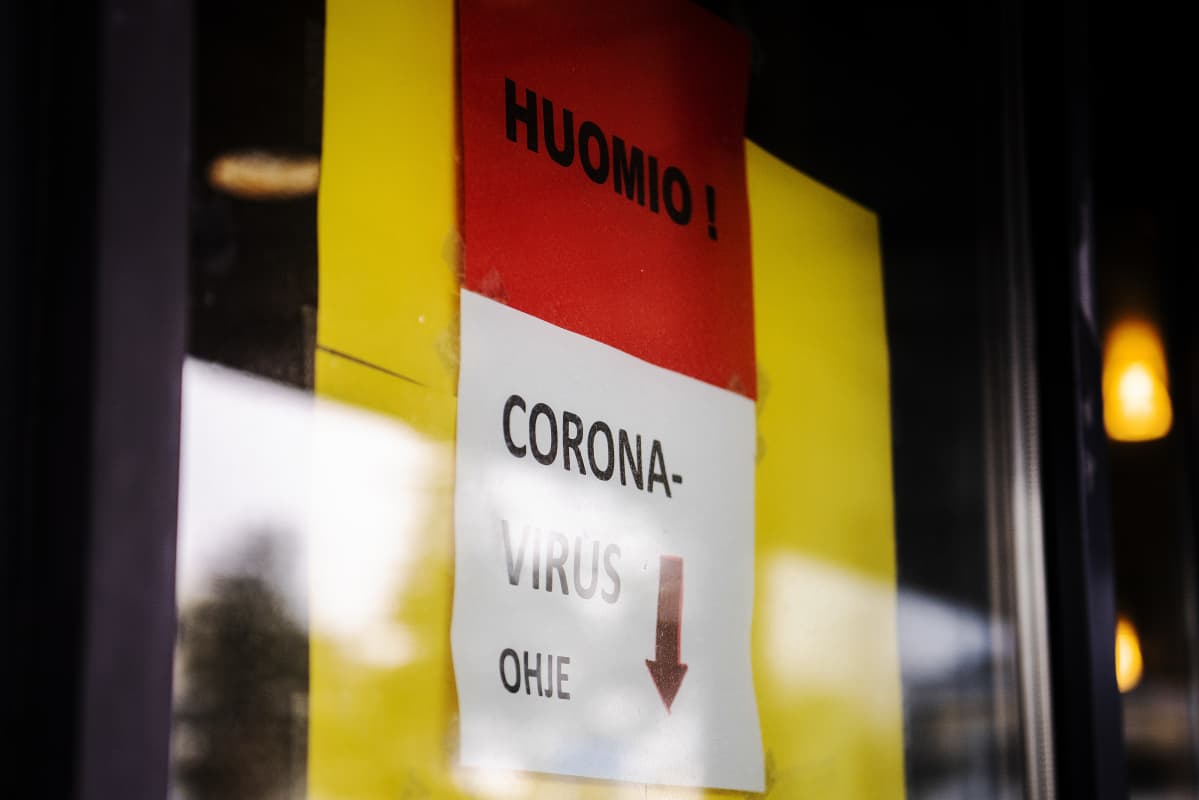 HUOMIO !
CORONA-
VIRUS
OHJE